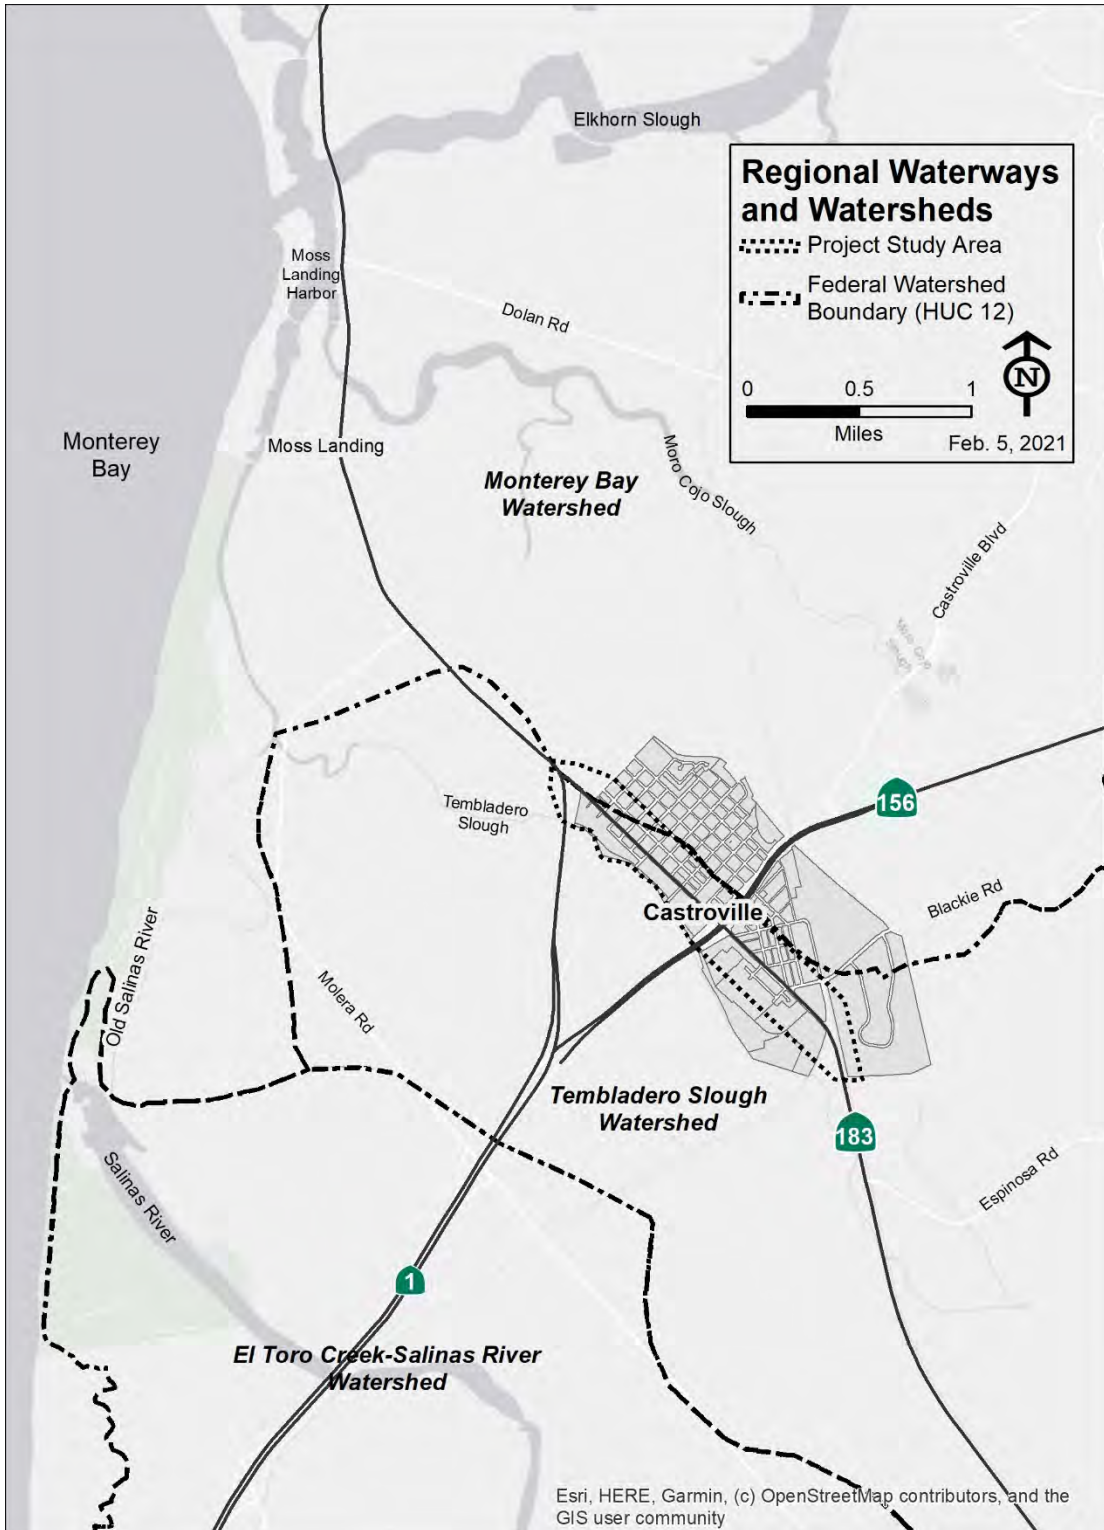 Elkhorn Slough
Regional Waterways
and Watersheds
Project Study Area
Federal Watershed
Boundary (HUC 12)
N
0 0.5 1
Miles
Feb. 5, 2021
Moss
Landing
Harbor
Dolan Rd
Monterey
Bay
Moss Landing
Moro Cojo Slough
Monterey Bay
Watershed
Castroville Blvd
Moro Cojo
Slough
156
Tembladero
Slough
Castroville
Blackie Rd
Old Salinas River
Molera Rd
Tembladero Slough
Watershed
183
Salinas River
Espinosa Rd
1
El Toro Creek-Salinas River
Watershed
Esri, HERE, Garmin, (c) OpenStreetMap contributors, and the
GIS user community